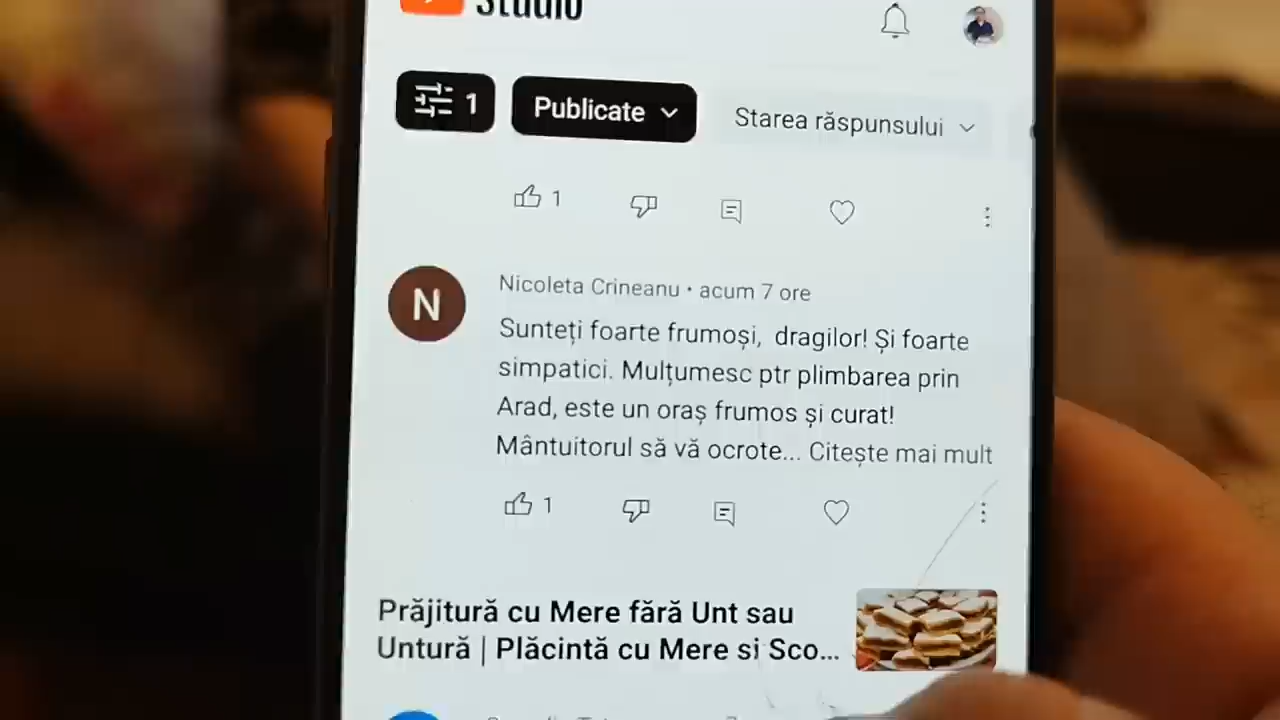 Studio
1
Publicate
Starea răspunsului
1
N
Nicoleta Crineanu • acum 7 ore
Sunteți foarte frumoși, dragilor! Și foarte
simpatici. Mulțumesc ptr plimbarea prin
Arad, este un oraș frumos și curat!
Mântuitorul să vă ocrote... Citește mai mult
1
Prăjitură cu Mere fără Unt sau
Untură | Plăcintă cu Mere si Sco...